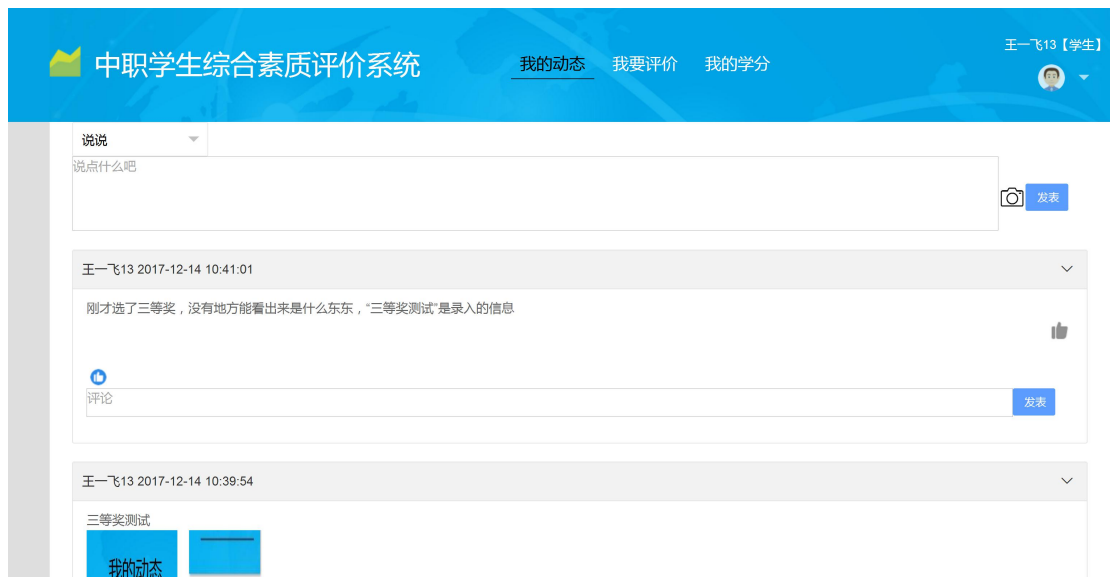 王一飞13【学生】
中职学生综合素质评价系统 我的动态 我要评价 我的学分
说说
说点什么吧
发表
王一飞13 2017-12-14 10:41:01
刚才选了三等奖，没有地方能看出来是什么东东，“三等奖测试”是录入的信息
评论
发表
王一飞13 2017-12-14 10:39:54
三等奖测试
我的动态